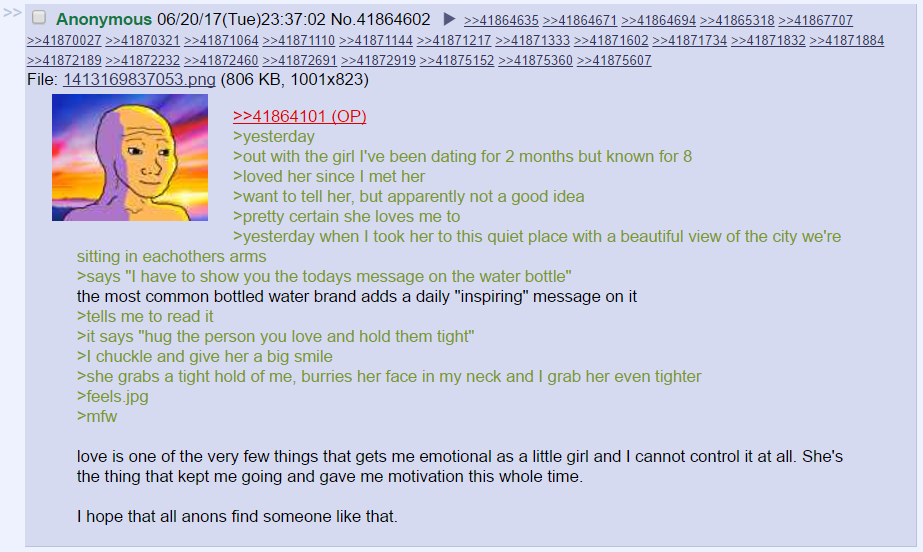 >> Anonymous 06/20/17(Tue)23:37:02 No.41864602 ▶ >>41864635 >>41864671 >>41864694 >>41865318 >>41867707
>>41870027 >>41870321 >>41871064 >>41871110 >>41871144 >>41871217 >>41871333 >>41871602 >>41871734 >>41871832 >>41871884
>>41872189 >>41872232 >>41872460 >>41872691 >>41872919 >>41875152 >>41875360 >>41875607
File: 1413169837053.png (806 KB, 1001x823)
>>41864101 (OP)
>yesterday
>out with the girl I've been dating for 2 months but known for 8
>loved her since I met her
>want to tell her, but apparently not a good idea
>pretty certain she loves me to
>yesterday when I took her to this quiet place with a beautiful view of the city we're
sitting in eachothers arms
>says "I have to show you the todays message on the water bottle"
the most common bottled water brand adds a daily "inspiring" message on it
>tells me to read it
>it says "hug the person you love and hold them tight"
>I chuckle and give her a big smile
>she grabs a tight hold of me, burries her face in my neck and I grab her even tighter
>feels.jpg
>mfw
love is one of the very few things that gets me emotional as a little girl and I cannot control it at all. She's
the thing that kept me going and gave me motivation this whole time.
I hope that all anons find someone like that.